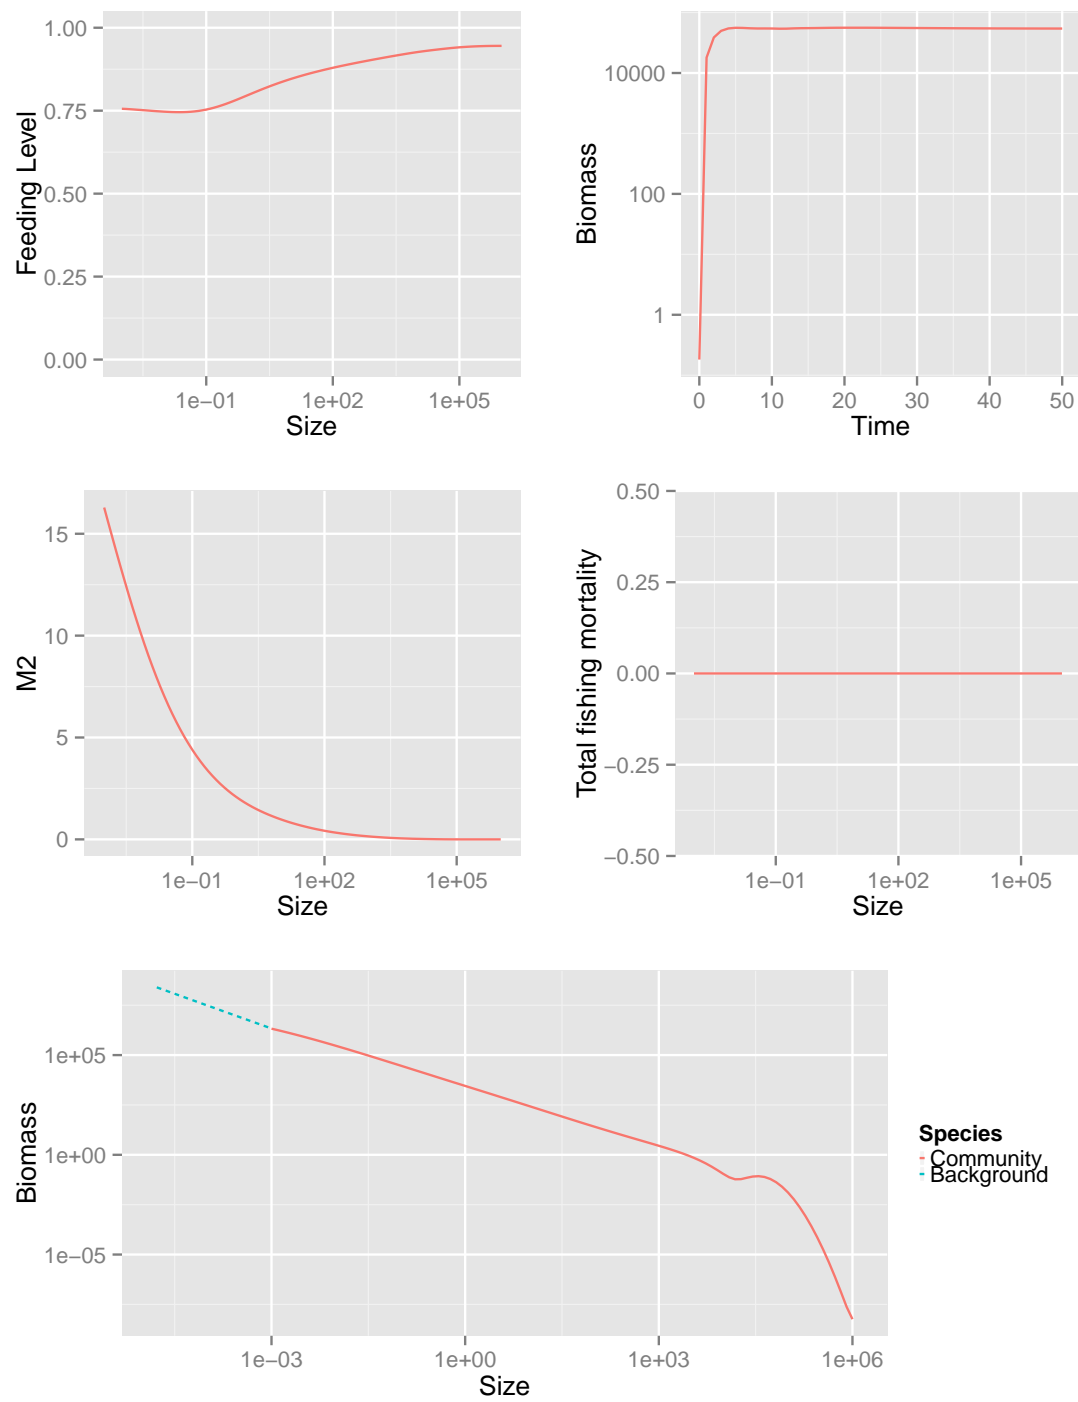 1.00
0.75
0.50
0.25
0.00
Feeding Level
1e−01 1e+02 1e+05
Size
10000
100
1
Biomass
0 10 20 30 40 50
Time
15
10
5
0
M2
1e−01 1e+02 1e+05
Size
0.50
0.25
0.00
−0.25
−0.50
Total fishing mortality
1e−01 1e+02 1e+05
Size
1e+05
1e+00
1e−05
Biomass
1e−03 1e+00 1e+03 1e+06
Size
Species
Community
Background